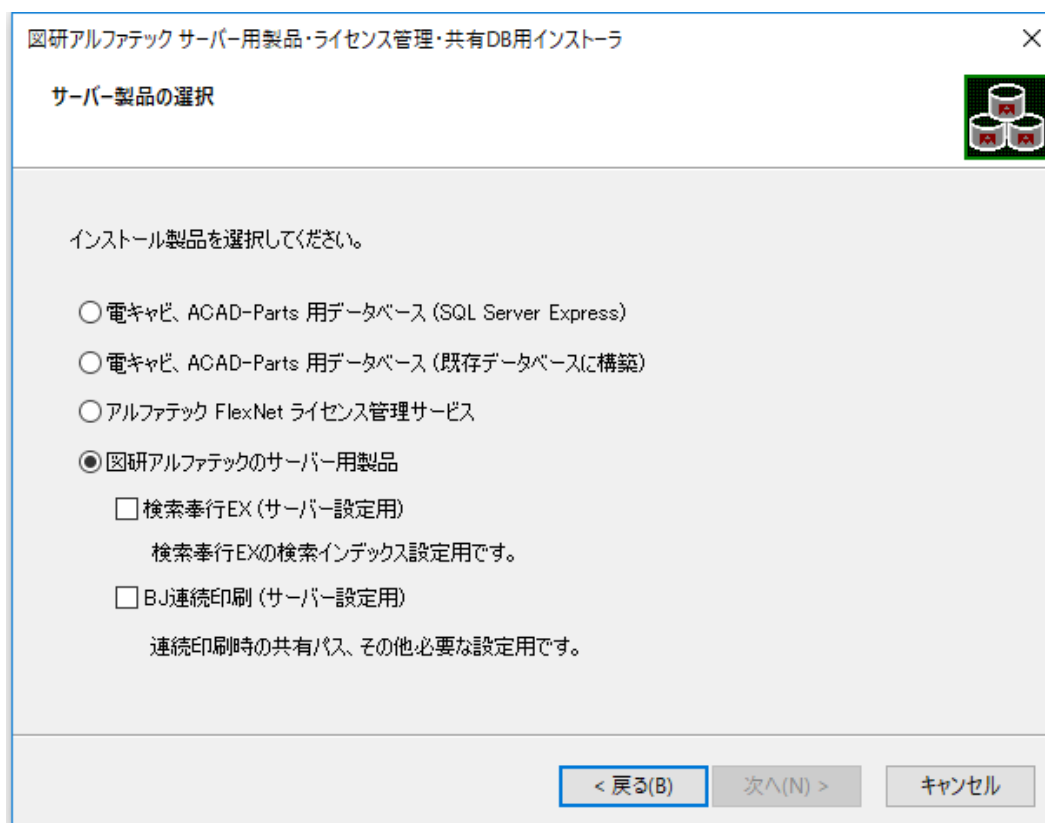 図研アルファテック サーバー用製品・ライセンス管理・共有DB用インストーラ
サーバー製品の選択
インストール製品を選択してください。
電キャビ、ACAD-Parts 用データベース (SQL Server Express)
電キャビ、ACAD-Parts 用データベース (既存データベースに構築)
アルファテック FlexNet ライセンス管理サービス
図研アルファテックのサーバー用製品
検索奉行EX (サーバー設定用)
検索奉行EXの検索インデックス設定用です。
BJ連続印刷 (サーバー設定用)
連続印刷時の共有パス、その他必要な設定用です。
< 戻る(B) 次へ(N) > キャンセル